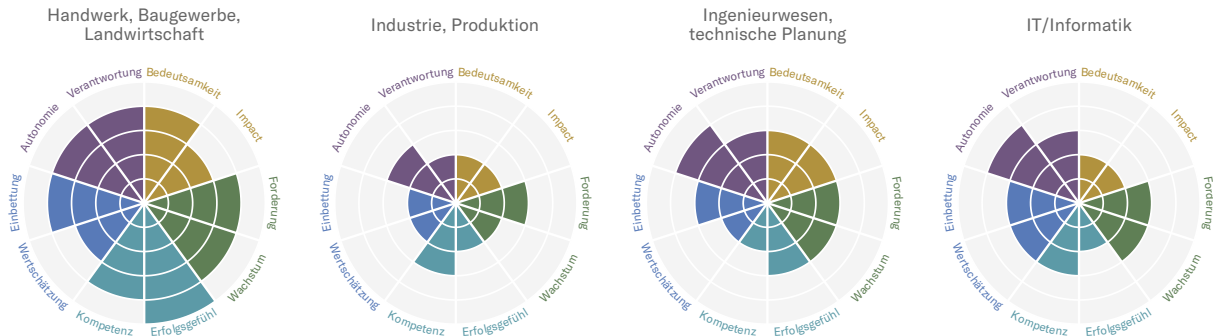 Handwerk, Baugewerbe,
Landwirtschaft
Verantwortung
Bedeutsamkeit
Autonomie
Impact
Einbettung
Forderung
Wertschätzung
Wachstum
Kompetenz
Erfolgsgefühl
Industrie, Produktion
Verantwortung
Bedeutsamkeit
Autonomie
Impact
Einbettung
Forderung
Wertschätzung
Wachstum
Kompetenz
Erfolgsgefühl
Ingenieurwesen,
technische Planung
Verantwortung
Bedeutsamkeit
Autonomie
Impact
Einbettung
Forderung
Wertschätzung
Wachstum
Kompetenz
Erfolgsgefühl
IT/Informatik
Verantwortung
Bedeutsamkeit
Autonomie
Impact
Einbettung
Forderung
Wertschätzung
Wachstum
Kompetenz
Erfolgsgefühl